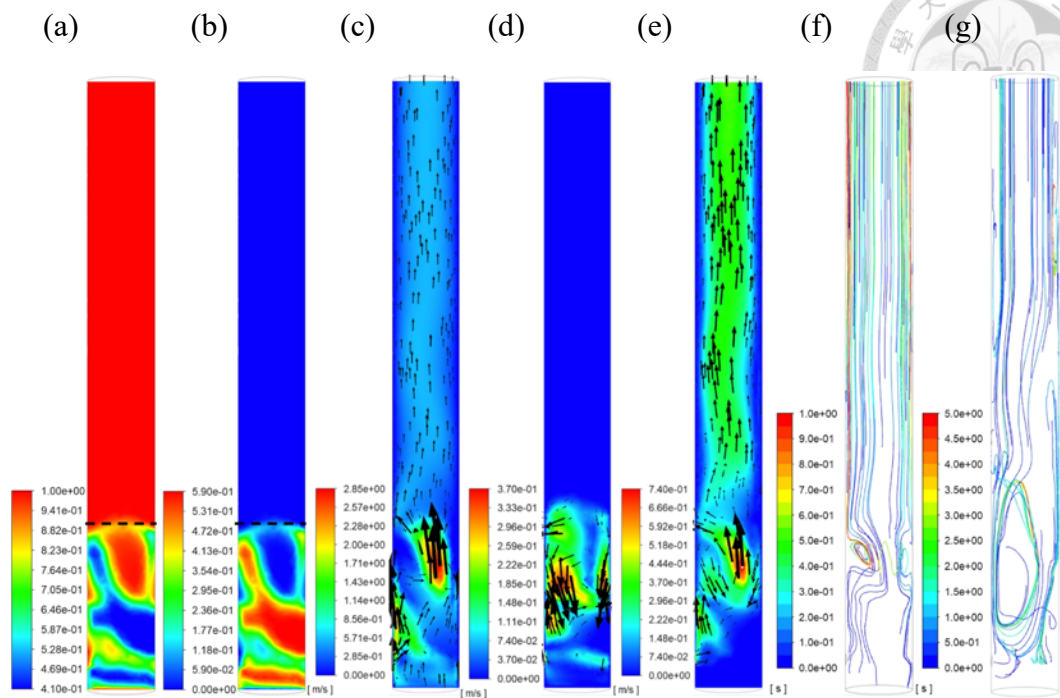 (a)
(b)
(c)
(d)
(e)
(f)
(g)
學 大
1.00e+00
9.41e-01
8.82e-01
8.23e-01
7.64e-01
7.05e-01
6.46e-01
5.87e-01
5.28e-01
4.69e-01
4.10e-01
5.90e-01
5.31e-01
4.72e-01
4.13e-01
3.54e-01
2.95e-01
2.36e-01
1.77e-01
1.18e-01
5.90e-02
0.00e+00
2.85e+00
2.57e+00
2.28e+00
2.00e+00
1.71e+00
1.43e+00
1.14e+00
8.56e-01
5.71e-01
2.85e-01
0.00e+00
[ m/s ]
3.70e-01
3.33e-01
2.96e-01
2.59e-01
2.22e-01
1.85e-01
1.48e-01
1.11e-01
7.40e-02
3.70e-02
0.00e+00
[ m/s ]
7.40e-01
6.66e-01
5.92e-01
5.18e-01
4.44e-01
3.70e-01
2.96e-01
2.22e-01
1.48e-01
7.40e-02
0.00e+00
[ m/s ]
1.0e+00
9.0e-01
8.0e-01
7.0e-01
6.0e-01
5.0e-01
4.0e-01
3.0e-01
2.0e-01
1.0e-01
0.0e+00
[ s ]
5.0e+00
4.5e+00
4.0e+00
3.5e+00
3.0e+00
2.5e+00
2.0e+00
1.5e+00
1.0e+00
5.0e-01
0.0e+00
[ s ]